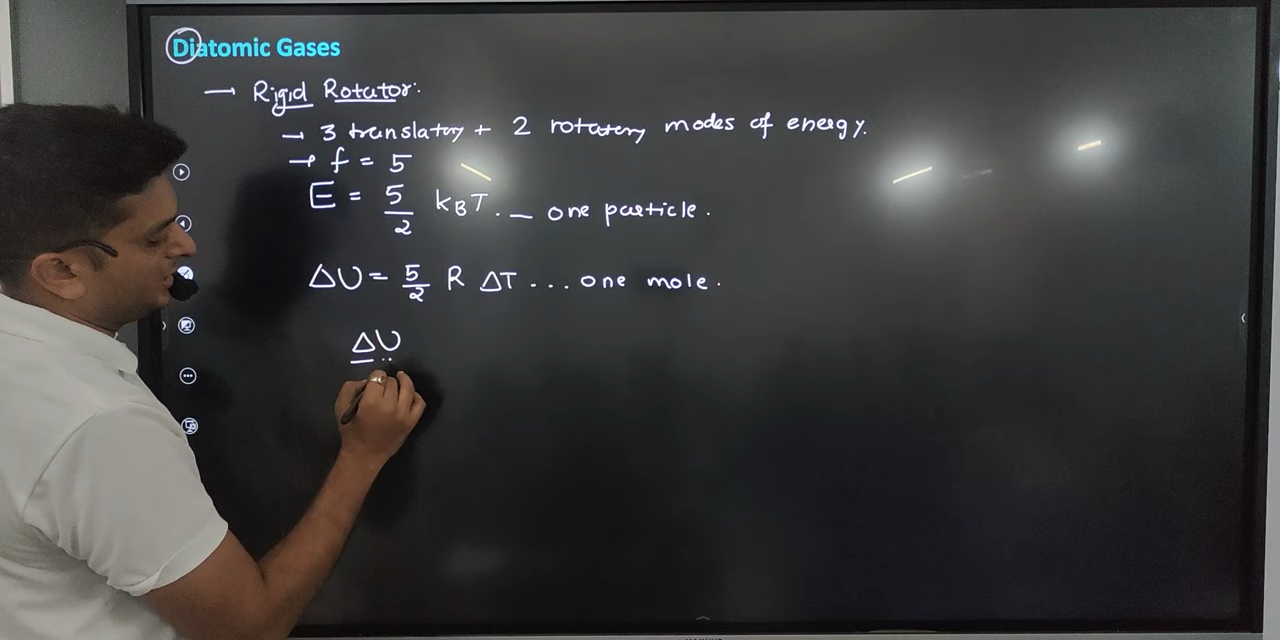 Diatomic Gases
→ Rigid Rotator.
→ 3 translatory + 2 rotatory modes of energy.
→ f = 5
E = 5/2 k_B T. — one particle.
ΔU = 5/2 R ΔT ... one mole.
ΔU